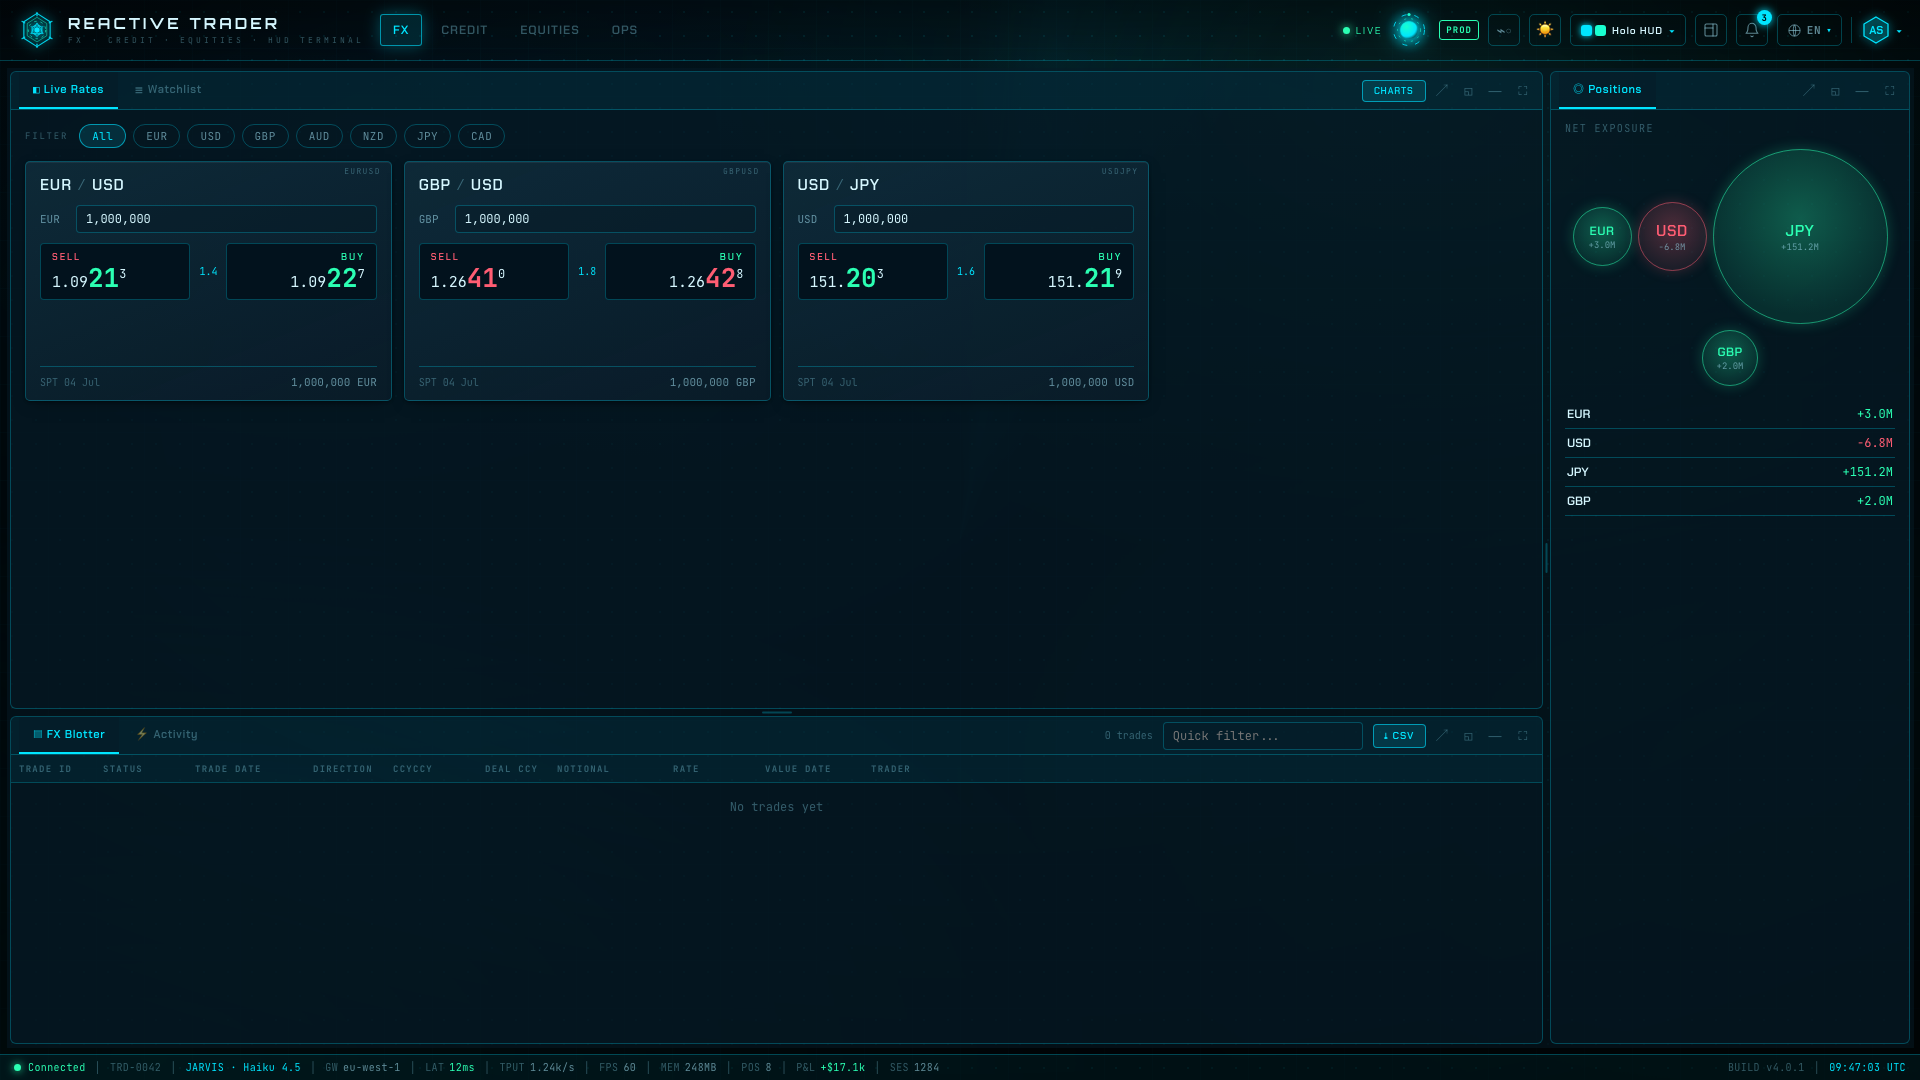 REACTIVE TRADER
FX · CREDIT · EQUITIES · HUD TERMINAL
FX CREDIT EQUITIES OPS
LIVE PROD Holo HUD 3 EN AS
Live Rates Watchlist CHARTS
FILTER All EUR USD GBP AUD NZD JPY CAD
EURUSD
EUR / USD
EUR 1,000,000
SELL BUY
1.09213 1.4 1.09227
SPT 04 Jul 1,000,000 EUR
GBPUSD
GBP / USD
GBP 1,000,000
SELL BUY
1.26410 1.8 1.26428
SPT 04 Jul 1,000,000 GBP
USDJPY
USD / JPY
USD 1,000,000
SELL BUY
151.203 1.6 151.219
SPT 04 Jul 1,000,000 USD
Positions
NET EXPOSURE
EUR
+3.0M
USD
-6.8M
JPY
+151.2M
GBP
+2.0M
EUR +3.0M
USD -6.8M
JPY +151.2M
GBP +2.0M
FX Blotter Activity 0 trades Quick filter... ↓ CSV
TRADE ID STATUS TRADE DATE DIRECTION CCYCCY DEAL CCY NOTIONAL RATE VALUE DATE TRADER
No trades yet
Connected TRD-0042 JARVIS · Haiku 4.5 GW eu-west-1 LAT 12ms TPUT 1.24k/s FPS 60 MEM 248MB POS 8 P&L +$17.1k SES 1284 BUILD v4.0.1 09:47:03 UTC